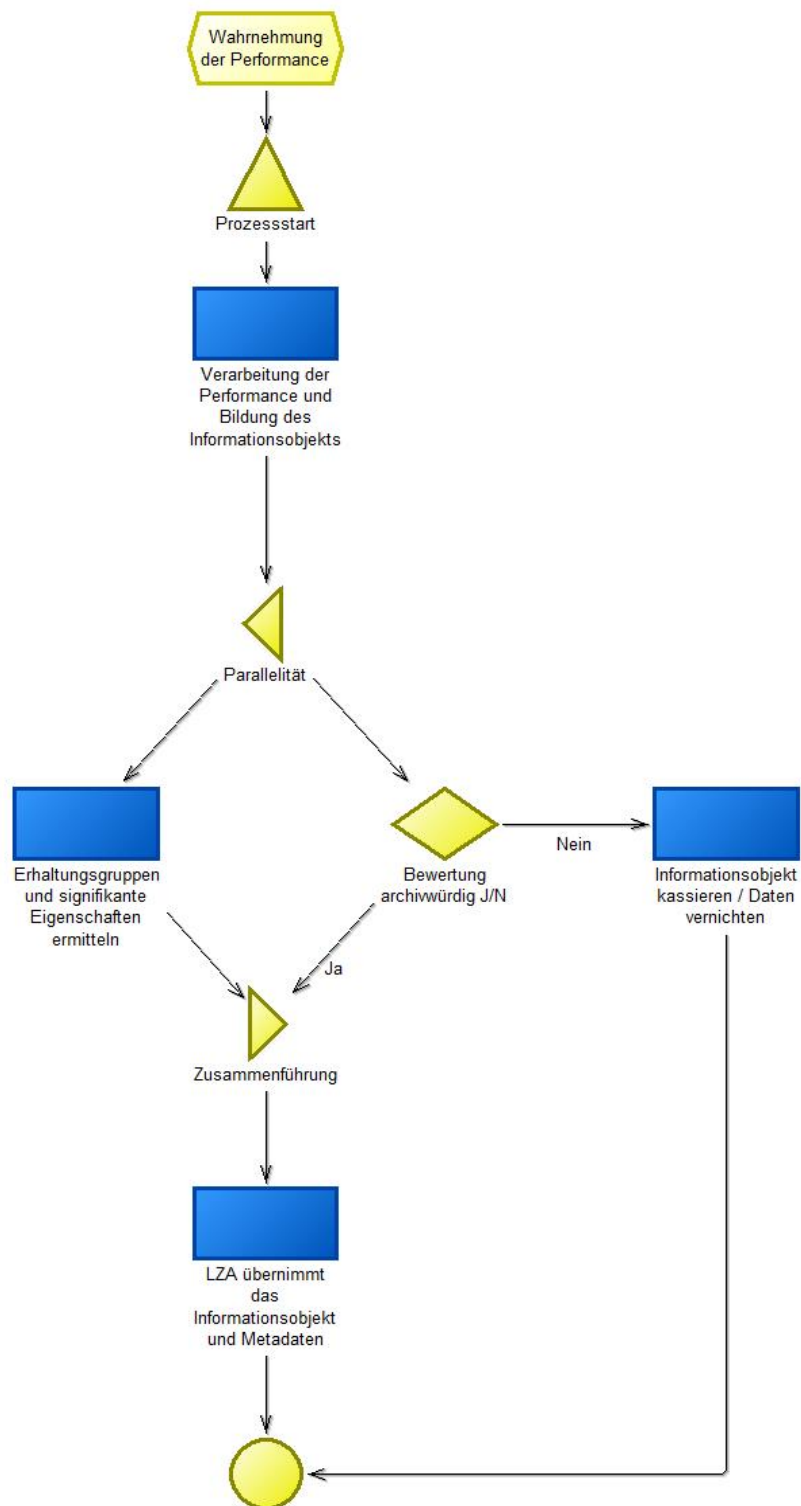 Wahrnehmung
der Performance
Prozessstart
Verarbeitung der
Performance und
Bildung des
Informationsobjekts
Parallelität
Erhaltungsgruppen
und signifikante
Eigenschaften
ermitteln
Bewertung
archivwürdig J/N
Nein
Informationsobjekt
kassieren / Daten
vernichten
Ja
Zusammenführung
LZA übernimmt
das
Informationsobjekt
und Metadaten